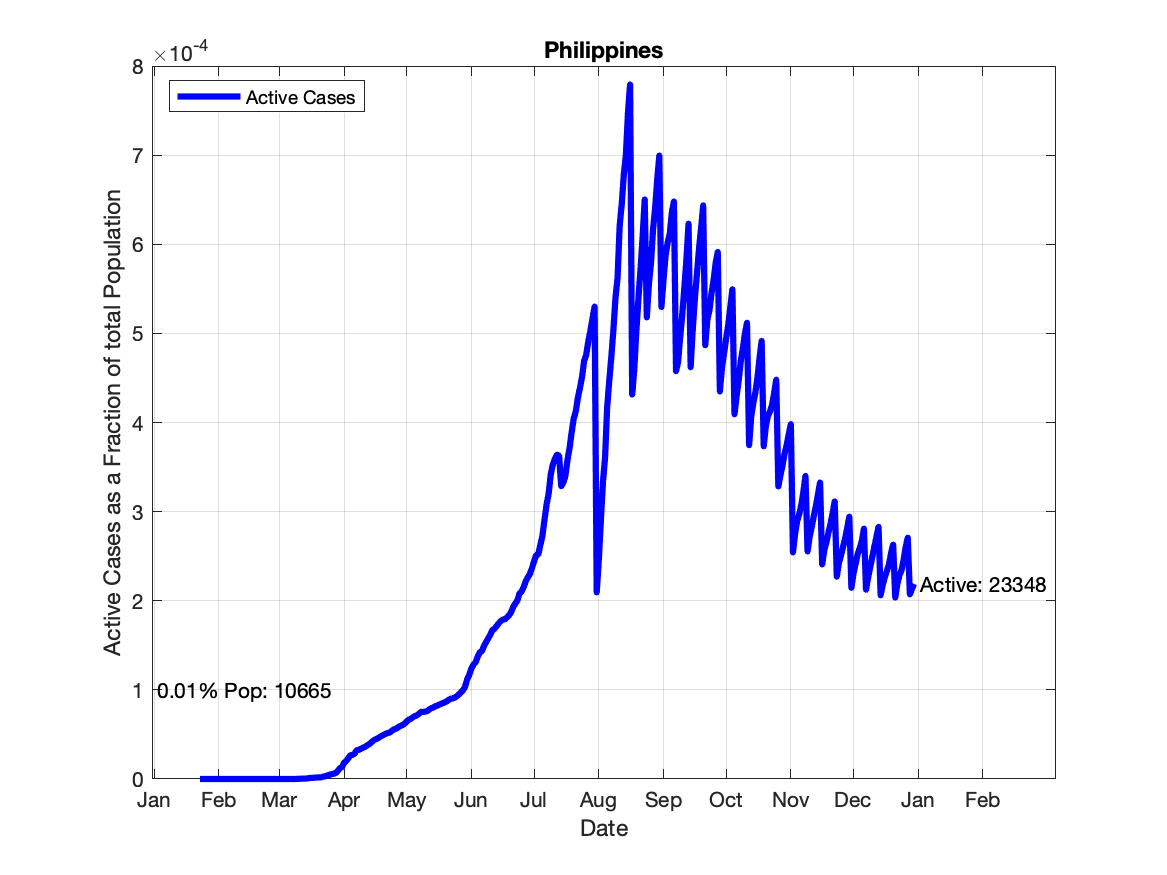 Philippines
×10-4
Active Cases
8
7
6
5
4
3
2
1
0
Active Cases as a Fraction of total Population
0.01% Pop: 10665
Active: 23348
Jan Feb Mar Apr May Jun Jul Aug Sep Oct Nov Dec Jan Feb
Date